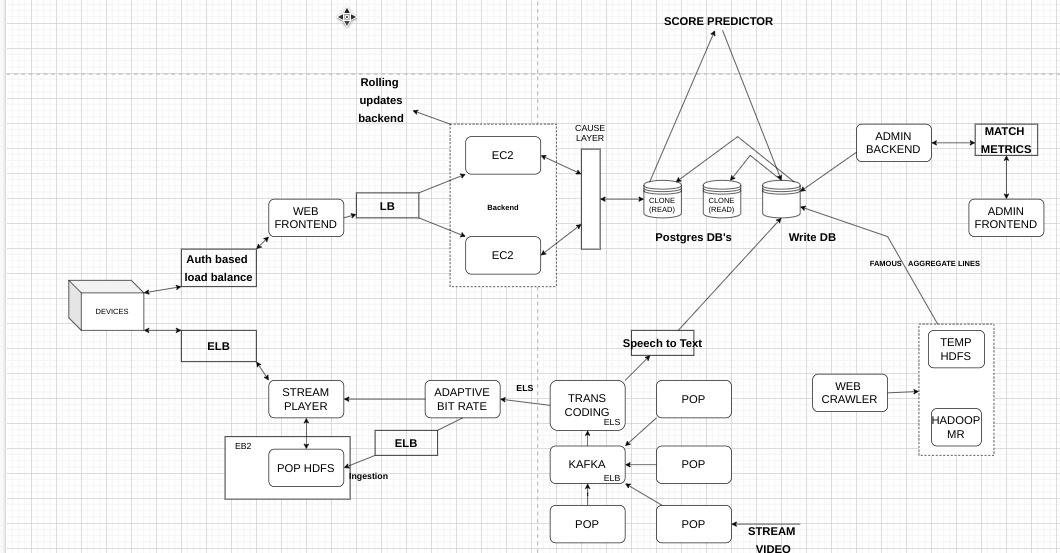 SCORE PREDICTOR
Rolling
updates
backend
CAUSE
LAYER
ADMIN
BACKEND
MATCH
METRICS
EC2
CLONE
(READ)
CLONE
(READ)
WEB
FRONTEND
LB
Backend
ADMIN
FRONTEND
Postgres DB's
Write DB
EC2
Auth based
load balance
FAMOUS
AGGREGATE LINES
DEVICES
ELB
Speech to Text
TEMP
HDFS
STREAM
PLAYER
ADAPTIVE
BIT RATE
ELS
TRANS
CODING
ELS
POP
WEB
CRAWLER
HADOOP
MR
EB2
ELB
POP HDFS
Ingestion
KAFKA
ELB
POP
POP
POP
STREAM
VIDEO